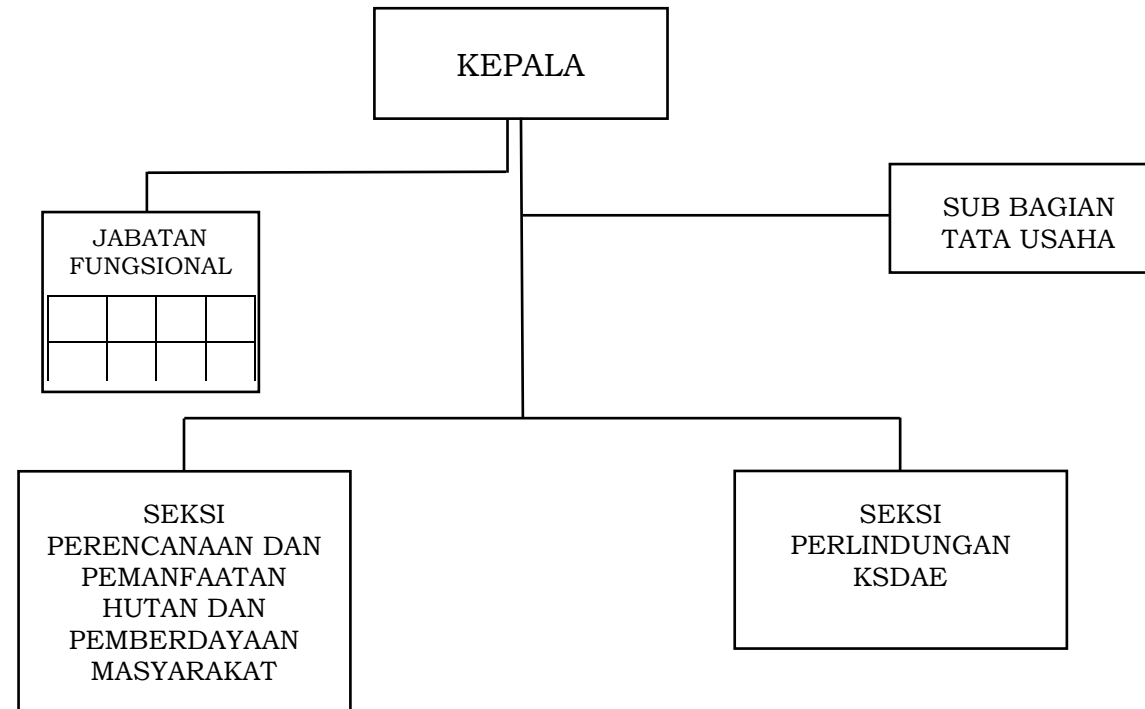 KEPALA
SUB BAGIAN
TATA USAHA
JABATAN
FUNGSIONAL
SEKSI
PERENCANAAN DAN
PEMANFAATAN
HUTAN DAN
PEMBERDAYAAN
MASYARAKAT
SEKSI
PERLINDUNGAN
KSDAE